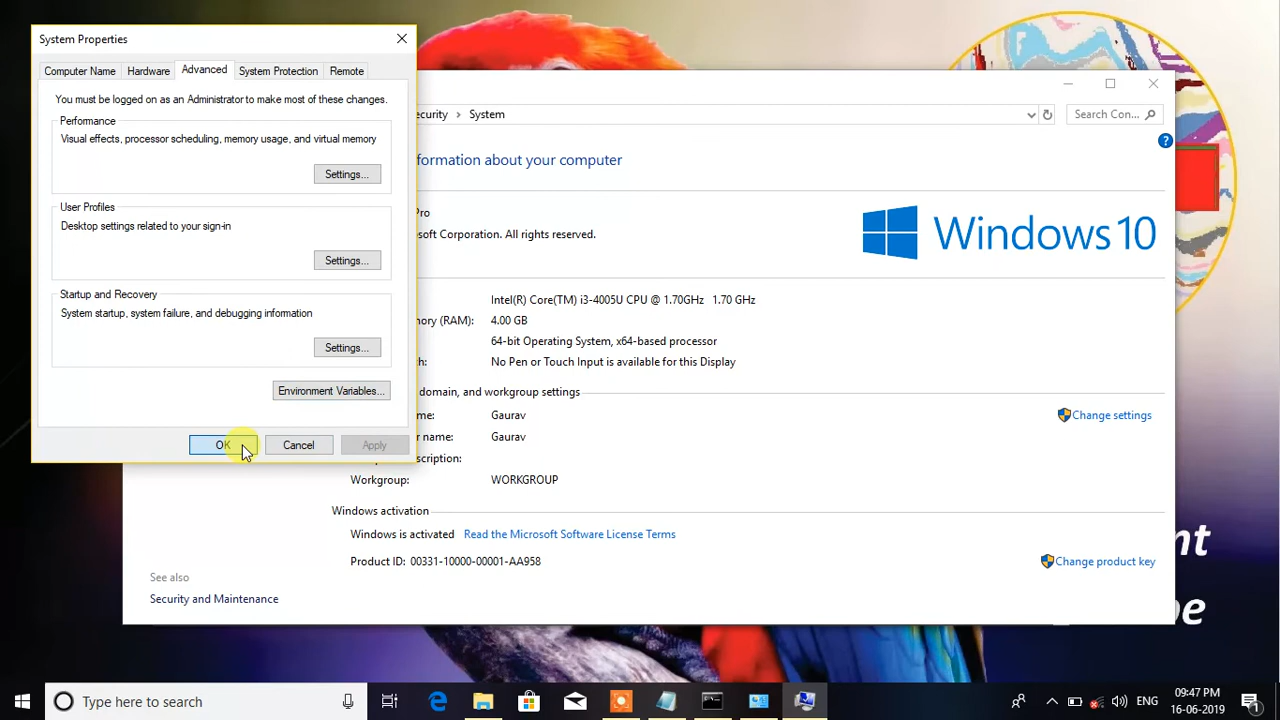 System Properties
Computer Name
Hardware
Advanced
System Protection
Remote
You must be logged on as an Administrator to make most of these changes.
Performance
Visual effects, processor scheduling, memory usage, and virtual memory
Settings...
User Profiles
Desktop settings related to your sign-in
Settings...
Startup and Recovery
System startup, system failure, and debugging information
Settings...
Environment Variables...
OK
Cancel
Apply
ecurity > System
Search Con...
formation about your computer
Pro
soft Corporation. All rights reserved.
Windows 10
Intel(R) Core(TM) i3-4005U CPU @ 1.70GHz 1.70 GHz
mory (RAM): 4.00 GB
64-bit Operating System, x64-based processor
h: No Pen or Touch Input is available for this Display
domain, and workgroup settings
me: Gaurav
Change settings
r name: Gaurav
scription:
Workgroup: WORKGROUP
Windows activation
Windows is activated Read the Microsoft Software License Terms
Product ID: 00331-10000-00001-AA958
Change product key
See also
Security and Maintenance
nt
be
Type here to search
ENG
09:47 PM
16-06-2019
1